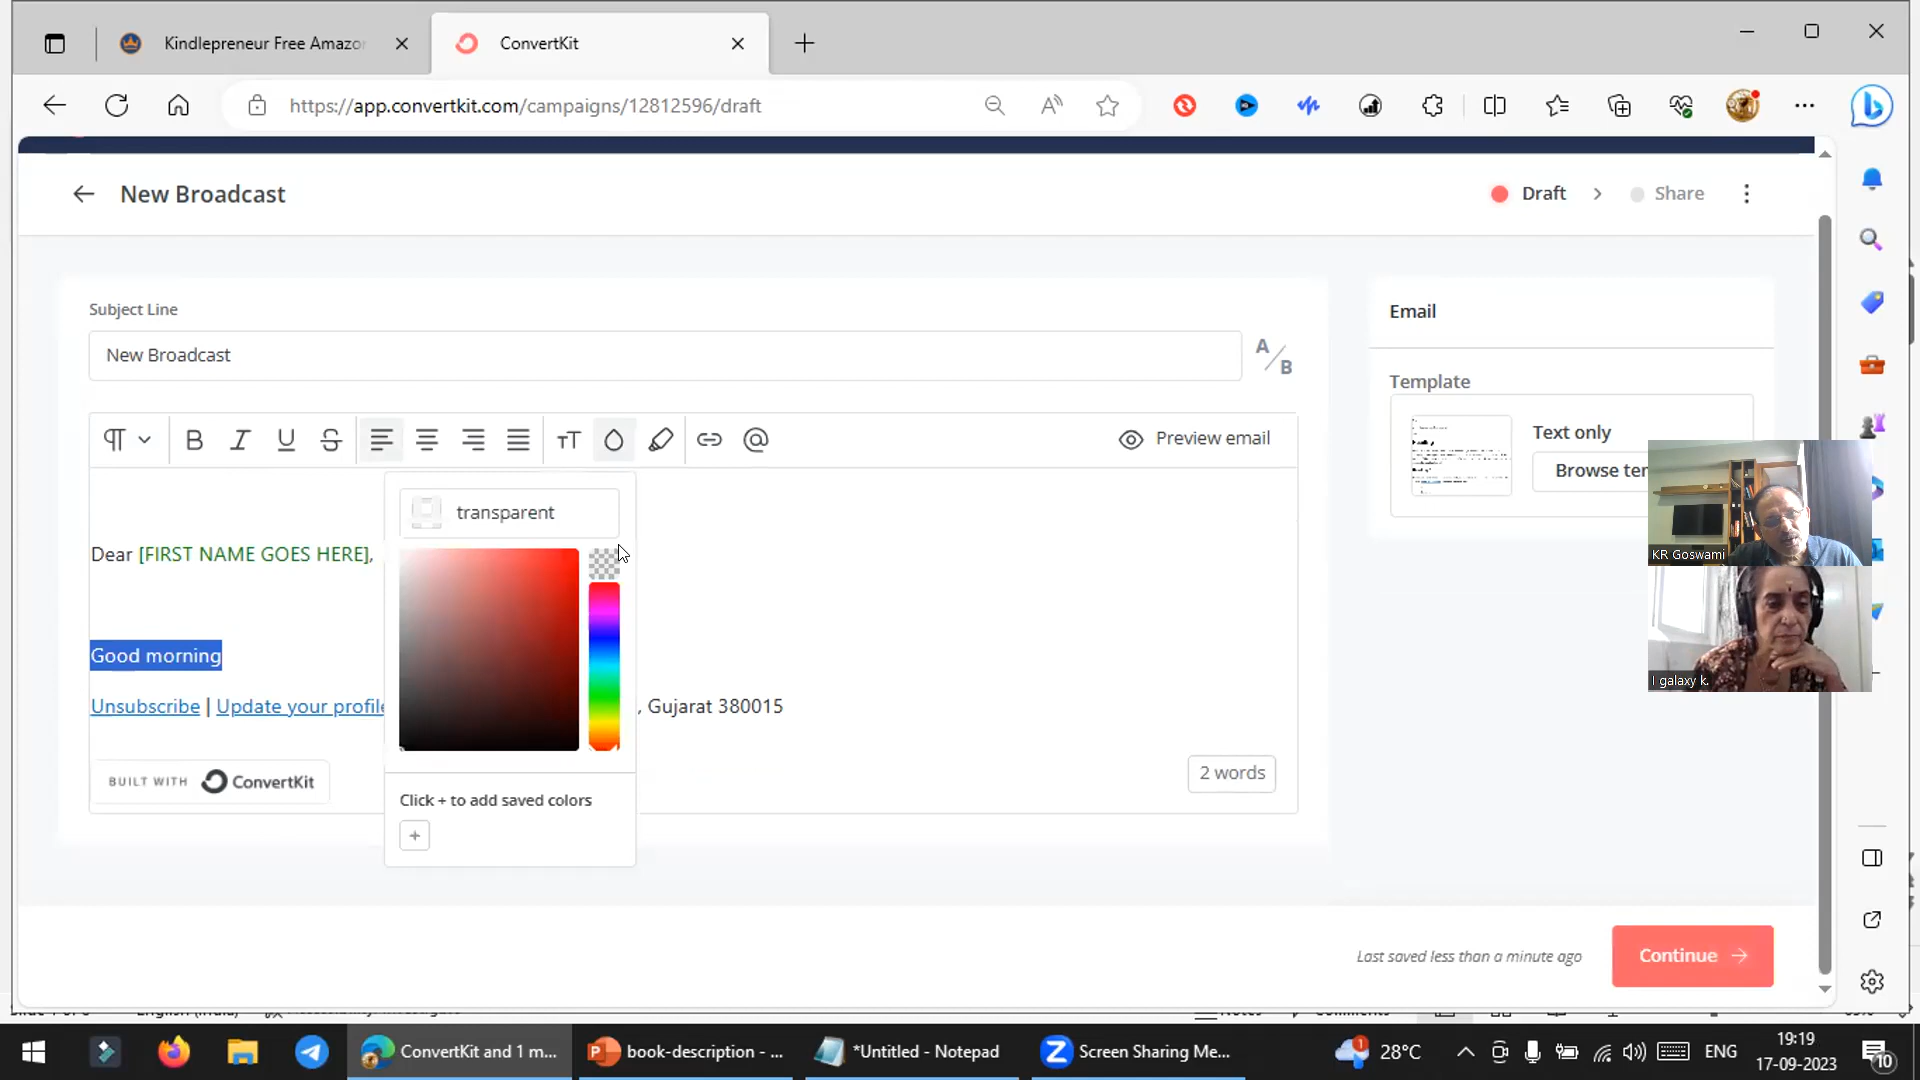 Kindlepreneur Free Amazo
ConvertKit
https://app.convertkit.com/campaigns/12812596/draft
New Broadcast
Draft
Share
Subject Line
New Broadcast
A/B
Email
Template
Text only
Browse ter
B I U S
TT
Preview email
transparent
Dear [FIRST NAME GOES HERE],
Good morning
Unsubscribe | Update your profile
, Gujarat 380015
BUILT WITH ConvertKit
2 words
Click + to add saved colors
+
KR Goswami
I galaxy k.
Last saved less than a minute ago
Continue →
ConvertKit and 1 m...
book-description - ...
*Untitled - Notepad
Screen Sharing Me...
1
28°C
ENG
19:19
17-09-2023
10